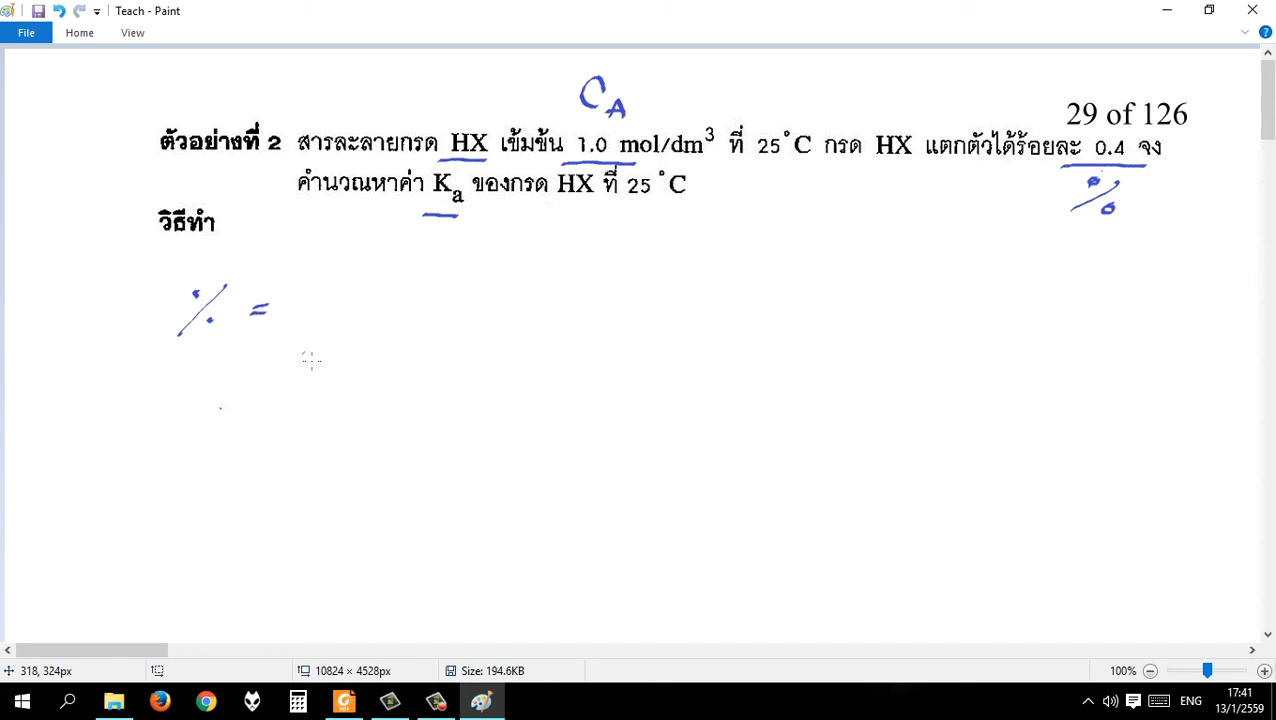 Teach - Paint
File Home View
C_A
29 of 126
ตัวอย่างที่ 2 สารละลายกรด HX เข้มข้น 1.0 mol/dm³ ที่ 25°C กรด HX แตกตัวได้ร้อยละ 0.4 จง
คำนวณหาค่า Kₐ ของกรด HX ที่ 25°C
%
วิธีทำ
% =
318, 324px 10824 × 4528px Size: 194.6KB 100%
ENG 17:41
13/1/2559